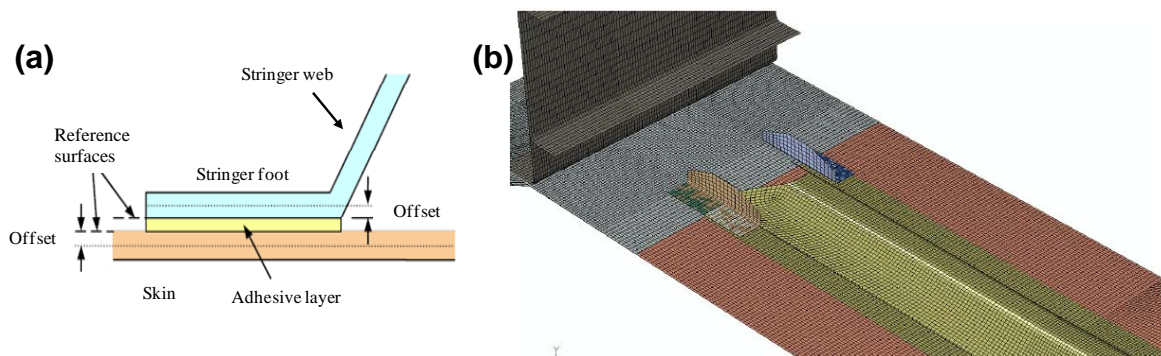 (a)
Stringer web
Reference
surfaces
Stringer foot
Offset
Offset
Skin
Adhesive layer
(b)
Y